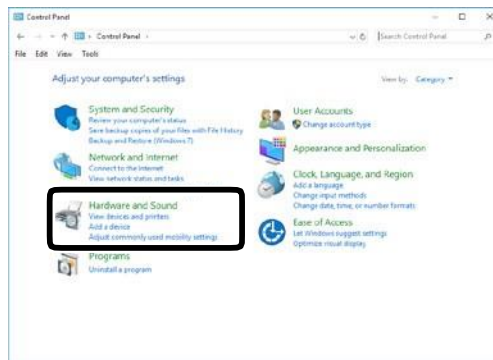 Control Panel
Control Panel
Search Control Panel
File Edit View Tools
Adjust your computer's settings
View by: Category
System and Security
Review your computer's status
Save backup copies of your files with File History
Backup and Restore (Windows 7)
Network and Internet
Connect to the Internet
View network status and tasks
Hardware and Sound
View devices and printers
Add a device
Adjust commonly used mobility settings
Programs
Uninstall a program
User Accounts
Change account type
Appearance and Personalization
Clock, Language, and Region
Add a language
Change input methods
Change date, time, or number formats
Ease of Access
Let Windows suggest settings
Optimize visual display